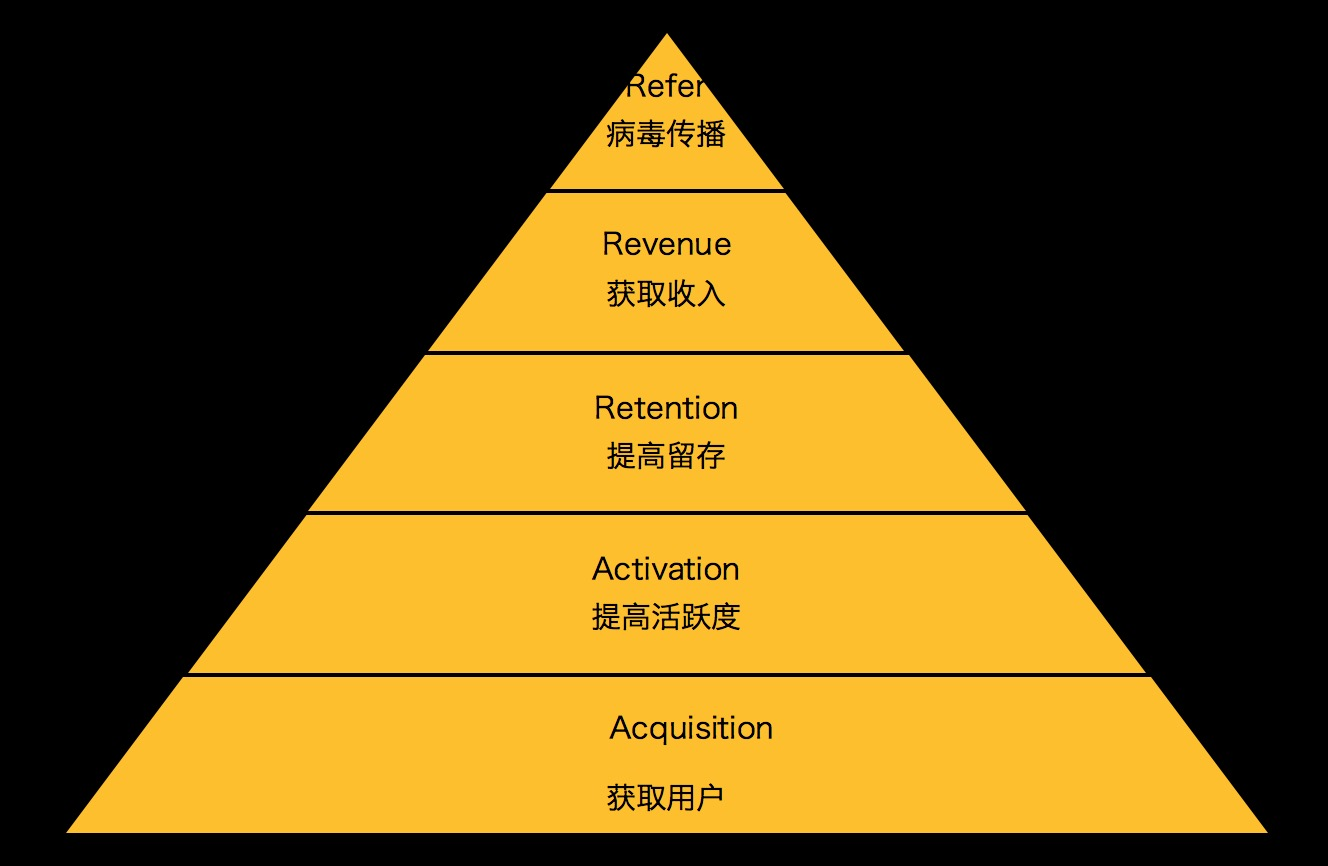 Refer
病毒传播
Revenue
获取收入
Retention
提高留存
Activation
提高活跃度
Acquisition
获取用户